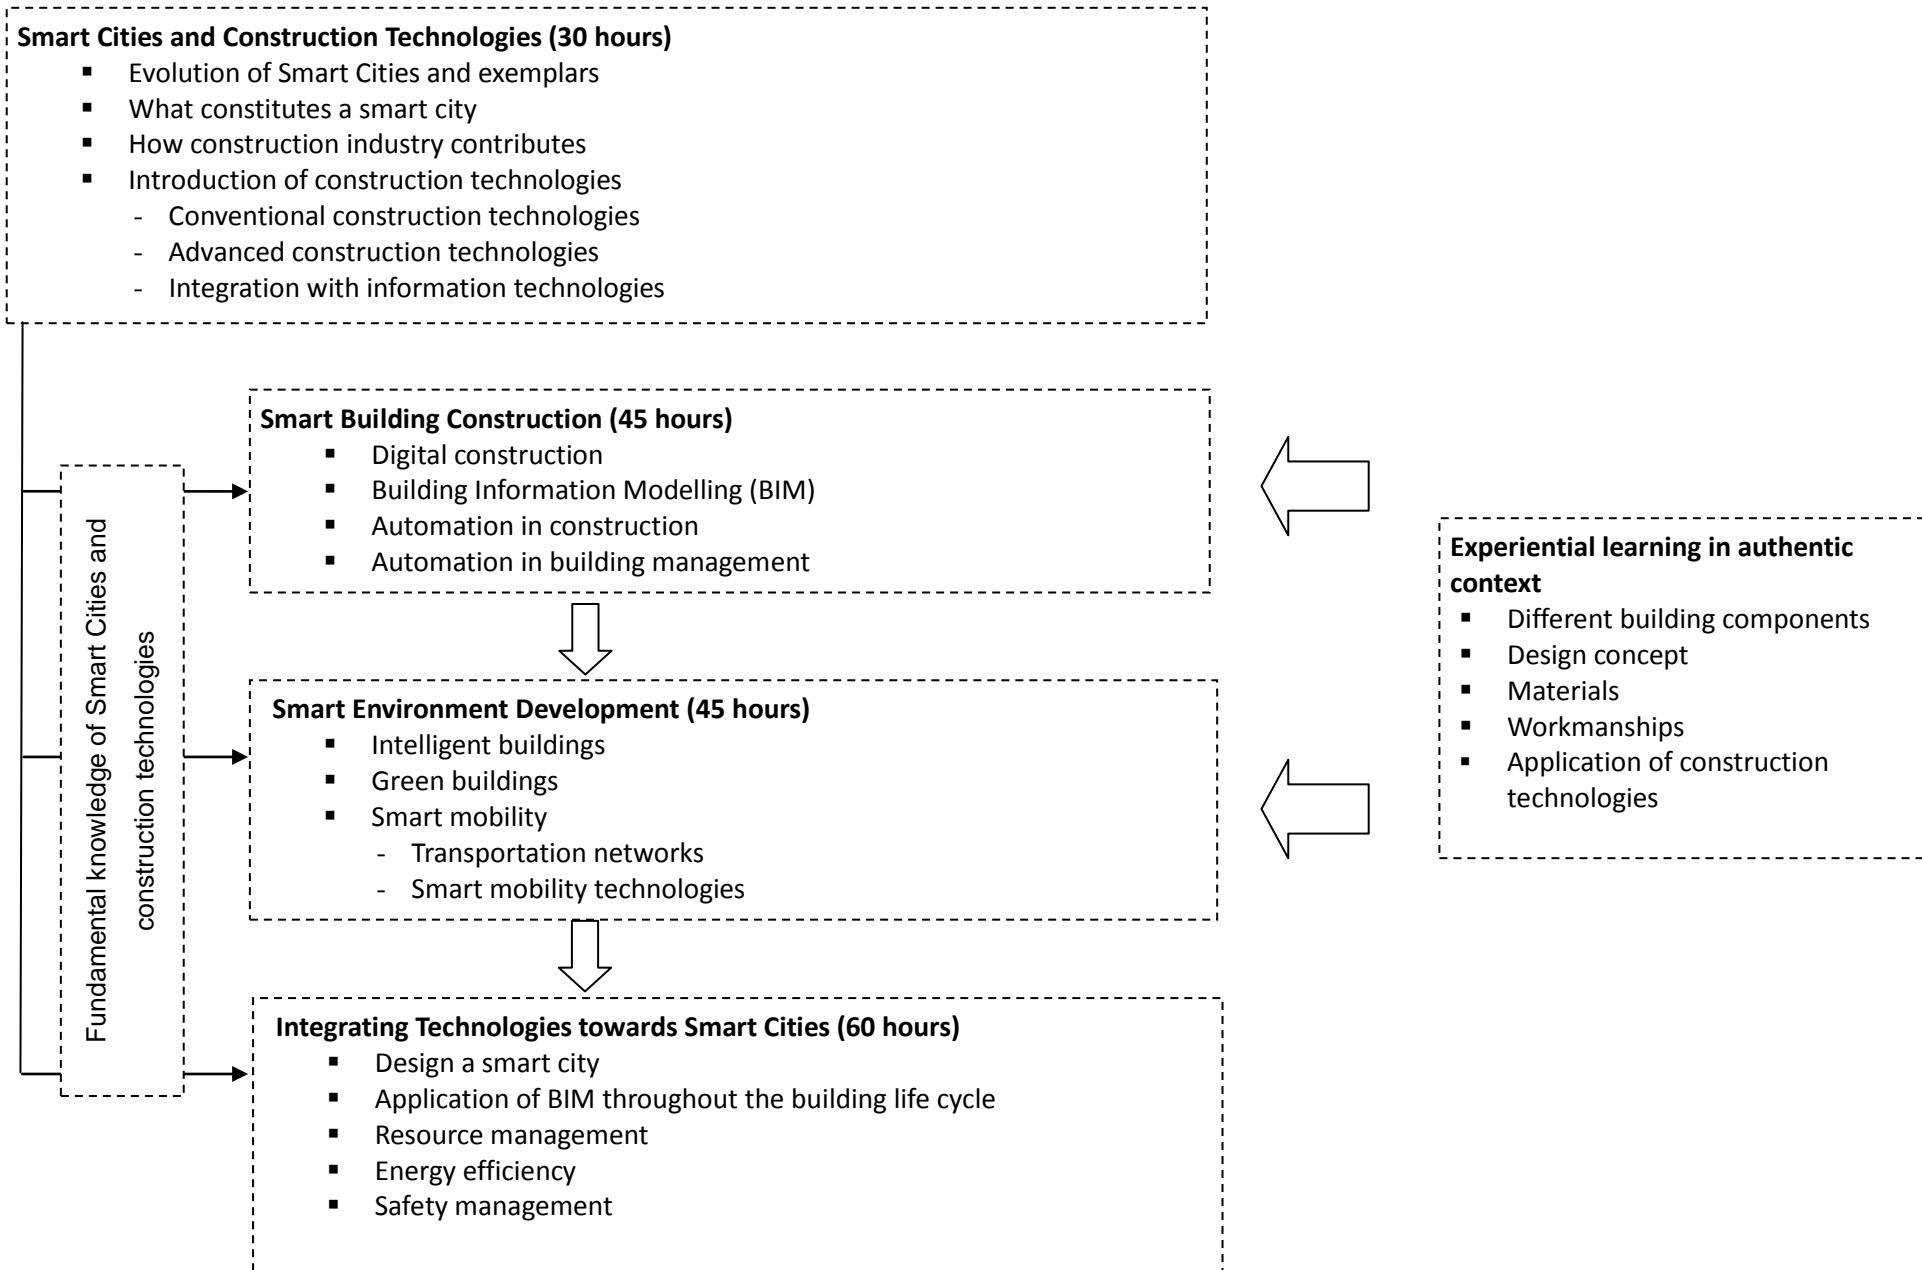 Smart Cities and Construction Technologies (30 hours)
▪ Evolution of Smart Cities and exemplars
▪ What constitutes a smart city
▪ How construction industry contributes
▪ Introduction of construction technologies
- Conventional construction technologies
- Advanced construction technologies
- Integration with information technologies
Fundamental knowledge of Smart Cities and
construction technologies
Smart Building Construction (45 hours)
▪ Digital construction
▪ Building Information Modelling (BIM)
▪ Automation in construction
▪ Automation in building management
Smart Environment Development (45 hours)
▪ Intelligent buildings
▪ Green buildings
▪ Smart mobility
- Transportation networks
- Smart mobility technologies
Integrating Technologies towards Smart Cities (60 hours)
▪ Design a smart city
▪ Application of BIM throughout the building life cycle
▪ Resource management
▪ Energy efficiency
▪ Safety management
Experiential learning in authentic
context
▪ Different building components
▪ Design concept
▪ Materials
▪ Workmanships
▪ Application of construction
technologies